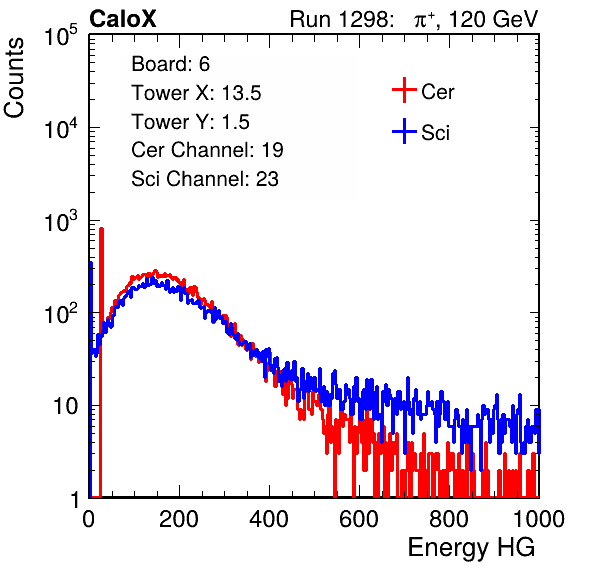 CaloX Run 1298: π⁺, 120 GeV
Board: 6
Tower X: 13.5
Tower Y: 1.5
Cer Channel: 19
Sci Channel: 23
Cer
Sci
Counts
10⁵
10⁴
10³
10²
10
1
0 200 400 600 800 1000
Energy HG